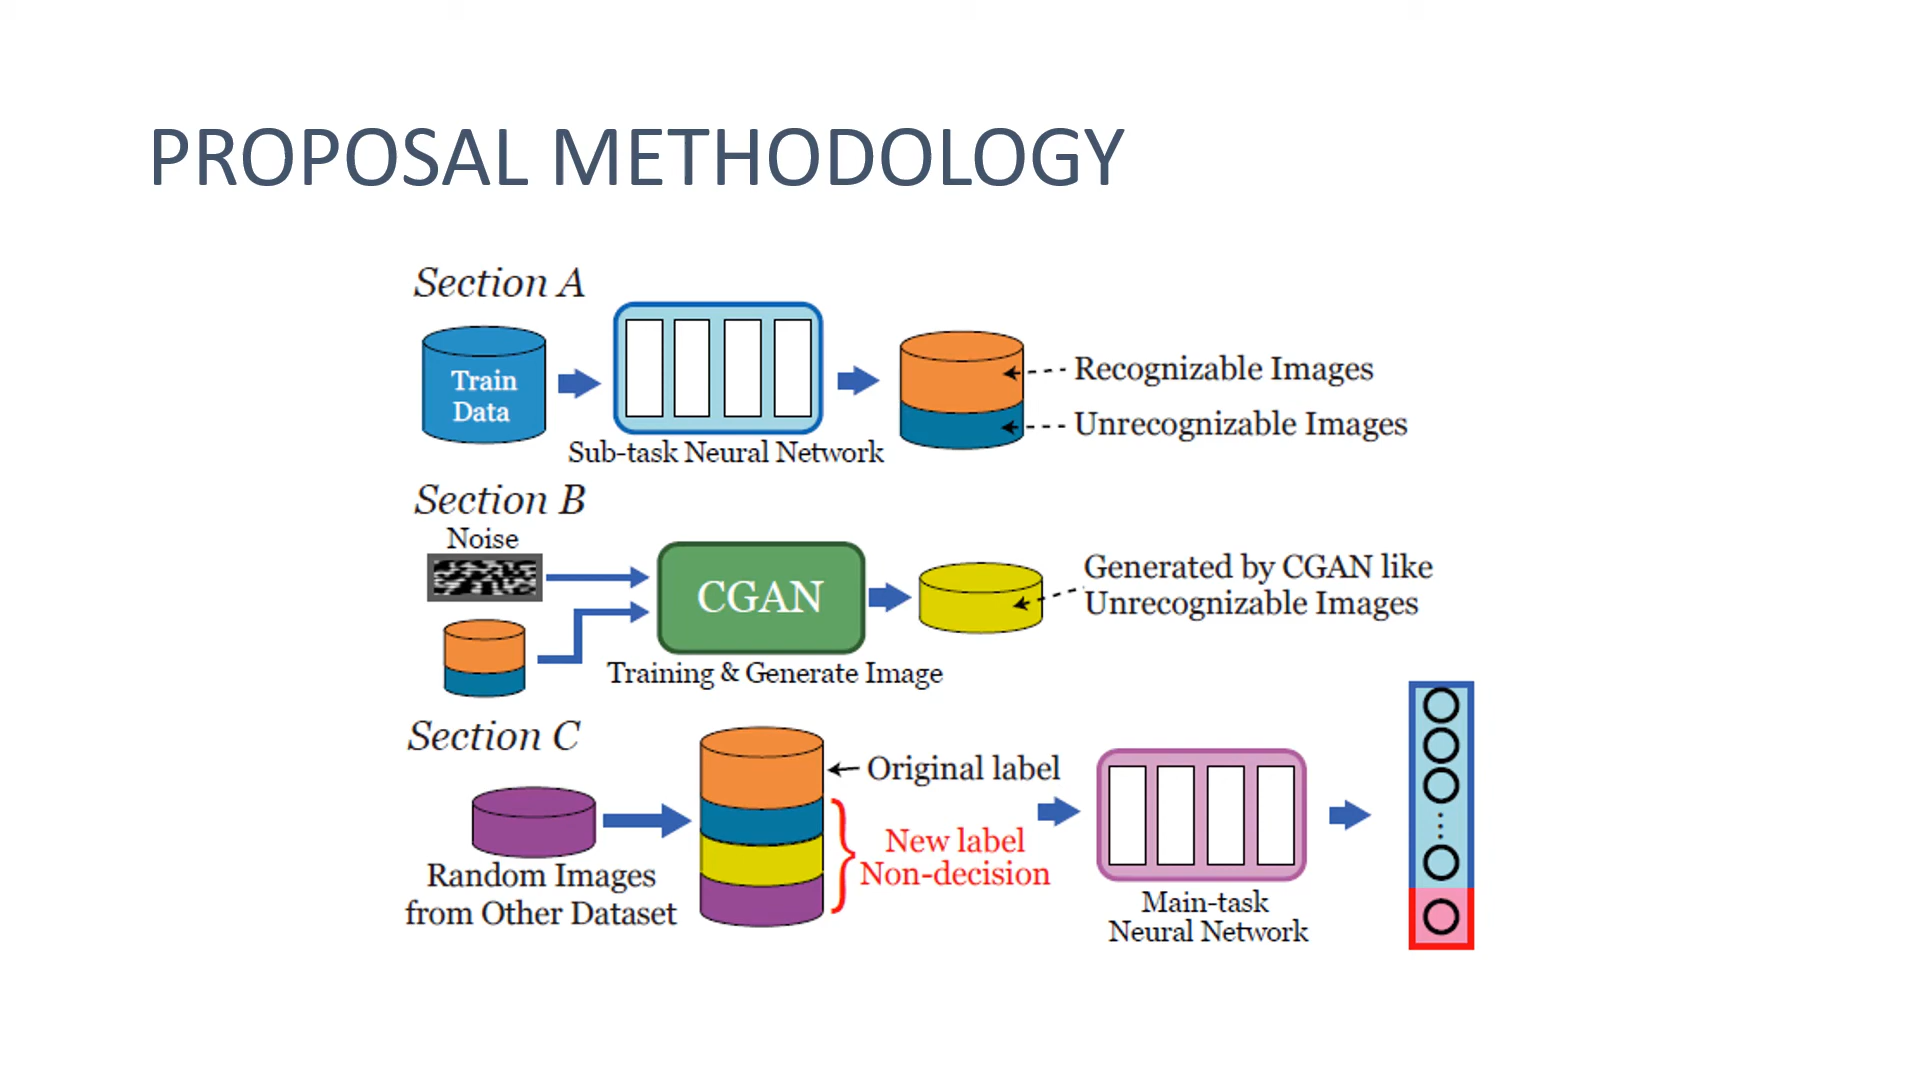 PROPOSAL METHODOLOGY
Section A
Train
Data
Sub-task Neural Network
Recognizable Images
Unrecognizable Images
Section B
Noise
CGAN
Training & Generate Image
Generated by CGAN like
Unrecognizable Images
Section C
Random Images
from Other Dataset
Original label
New label
Non-decision
Main-task
Neural Network